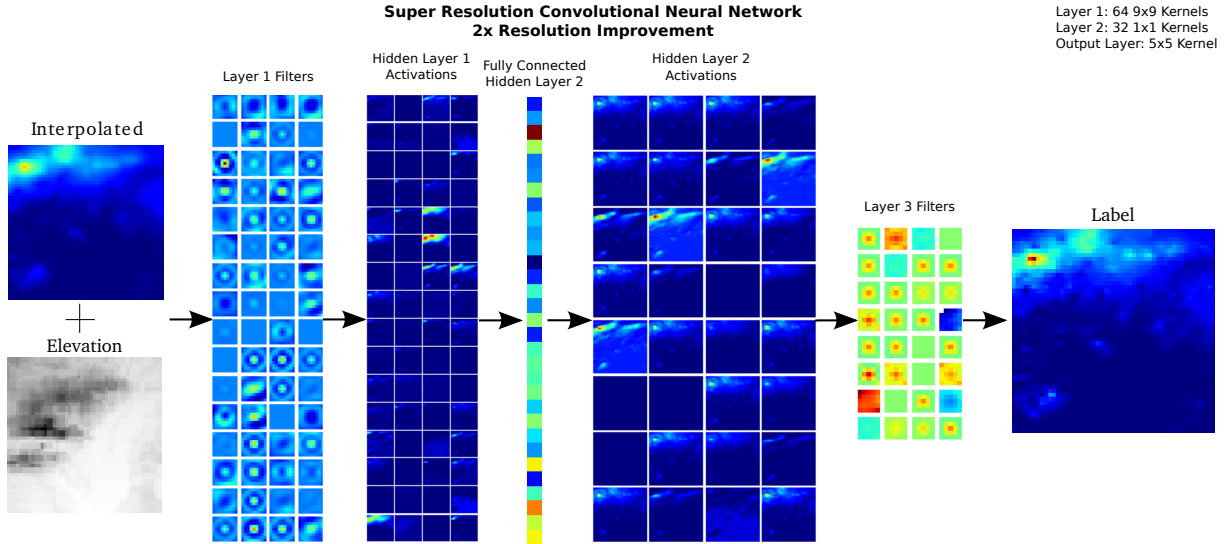 Super Resolution Convolutional Neural Network
2x Resolution Improvement
Layer 1: 64 9x9 Kernels
Layer 2: 32 1x1 Kernels
Output Layer: 5x5 Kernel
Interpolated
Elevation
Layer 1 Filters
Hidden Layer 1
Activations
Fully Connected
Hidden Layer 2
Hidden Layer 2
Activations
Layer 3 Filters
Label